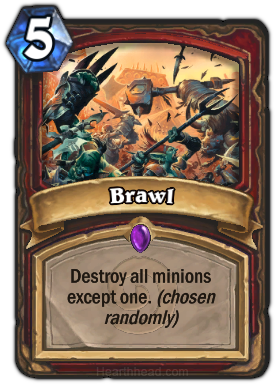 5
Brawl
Destroy all minions
except one. (chosen
randomly)
Hearthhead.com